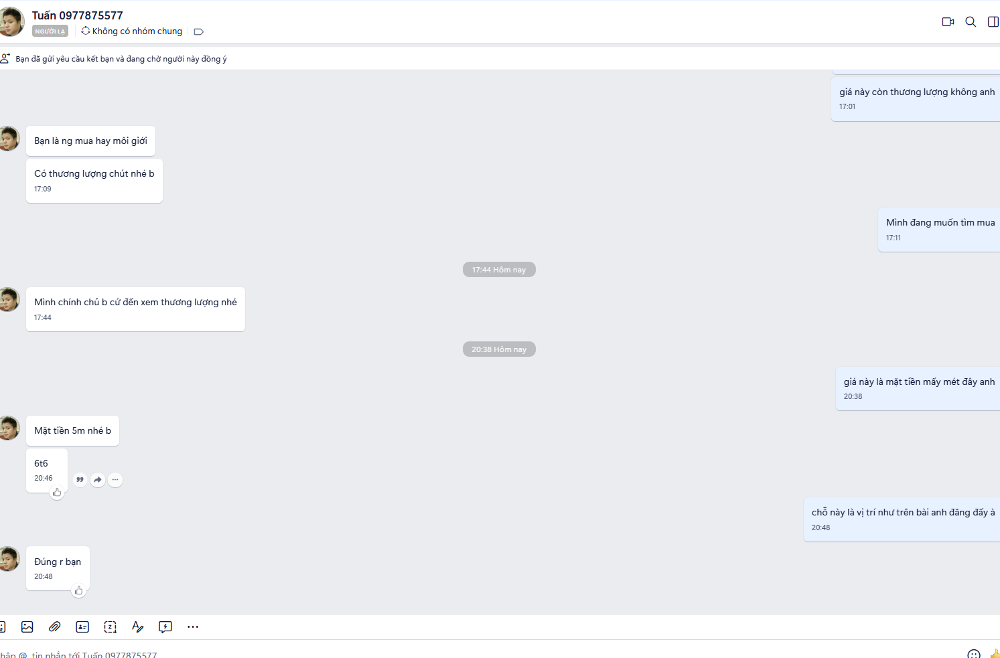 Tuấn 0977875577
NGƯỜI LẠ
Không có nhóm chung
Bạn đã gửi yêu cầu kết bạn và đang chờ người này đồng ý
giá này còn thương lượng không anh
17:01
Bạn là ng mua hay môi giới
Có thương lượng chút nhé b
17:09
Mình đang muốn tìm mua
17:11
17:44 Hôm nay
Mình chính chủ b cứ đến xem thương lượng nhé
17:44
20:38 Hôm nay
giá này là mặt tiền mấy mét đây anh
20:38
Mặt tiền 5m nhé b
6t6
20:46
chỗ này là vị trí như trên bài anh đăng đấy à
20:48
Đúng r bạn
20:48
@, tin nhắn tới Tuấn 0977875577